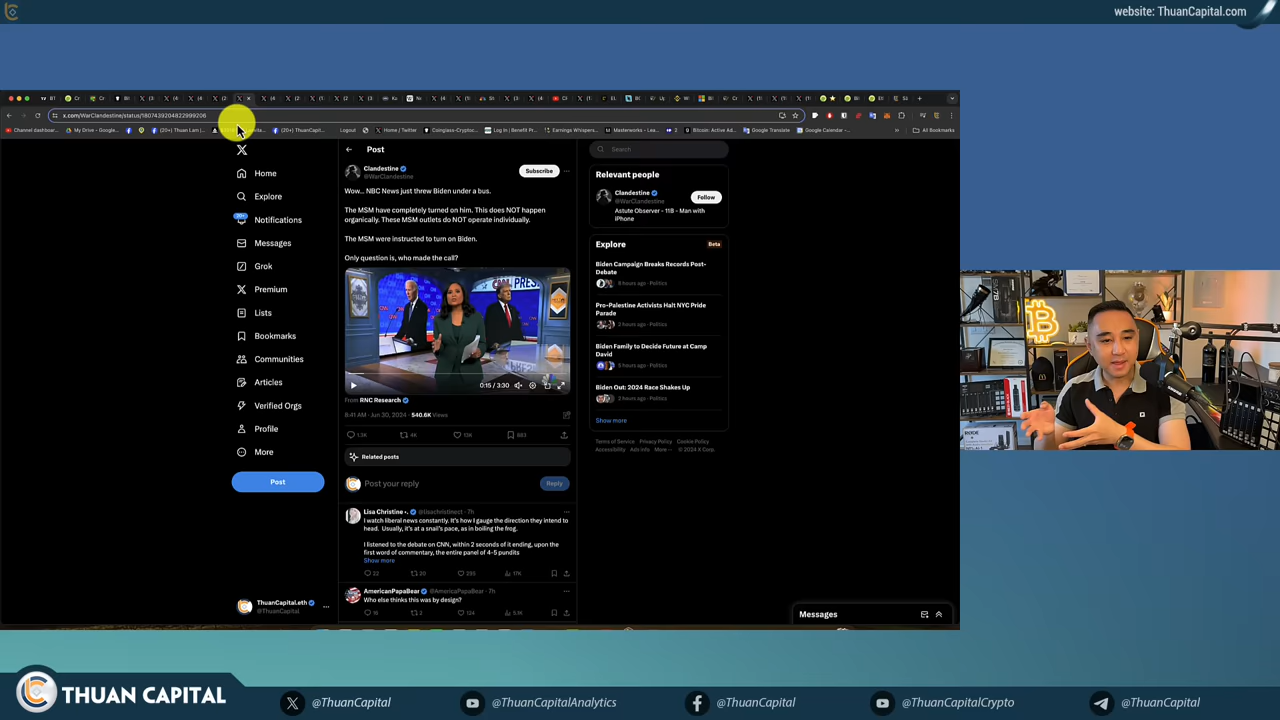 website: ThuanCapital.com
x.com/WarClandestine/status/1807439204822999206
Channel dashboard...
My Drive – Google...
(20+) Thuan Lam |...
(20+) ThuanCapit...
Logout
Home / Twitter
Coinglass-Cryptoc...
Log In | Benefit Pr...
Earnings Whispers...
Masterworks – Lea...
Bitcoin: Active Ad...
Google Translate
Google Calendar -...
All Bookmarks
Home
Explore
20+
Notifications
Messages
Grok
Premium
Lists
Bookmarks
Communities
Articles
Verified Orgs
Profile
More
Post
ThuanCapital.eth
@ThuanCapital
Post
Clandestine
@WarClandestine
Subscribe
Wow... NBC News just threw Biden under a bus.
The MSM have completely turned on him. This does NOT happen
organically. These MSM outlets do NOT operate individually.
The MSM were instructed to turn on Biden.
Only question is, who made the call?
0:15 / 3:30
From RNC Research
8:41 AM · Jun 30, 2024 · 540.6K Views
1.3K
4K
13K
683
Related posts
Post your reply
Reply
Lisa Christine
@lisachristinect · 7h
I watch liberal news constantly. It's how I gauge the direction they intend to
head. Usually, it's at a snail's pace, as in boiling the frog.
I listened to the debate on CNN, within 2 seconds of it ending, upon the
first word of commentary, the entire panel of 4-5 pundits
Show more
22
20
295
17K
AmericanPapaBear
@AmericaPapaBear · 7h
Who else thinks this was by design?
16
2
124
5.1K
Search
Relevant people
Clandestine
@WarClandestine
Follow
Astute Observer - 11B - Man with
iPhone
Explore
Beta
Biden Campaign Breaks Records Post-
Debate
8 hours ago · Politics
Pro-Palestine Activists Halt NYC Pride
Parade
2 hours ago · Politics
Biden Family to Decide Future at Camp
David
5 hours ago · Politics
Biden Out: 2024 Race Shakes Up
2 hours ago · Politics
Show more
Terms of Service
Privacy Policy
Cookie Policy
Accessibility
Ads info
More
© 2024 X Corp.
Messages
RØDE
THUAN CAPITAL
@ThuanCapital
@ThuanCapitalAnalytics
@ThuanCapital
@ThuanCapitalCrypto
@ThuanCapital